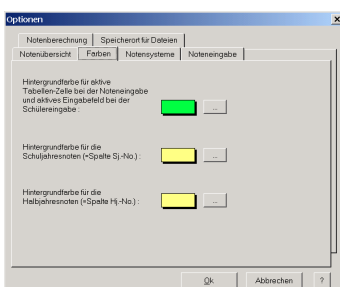 Optionen
Notenberechnung
Speicherort für Dateien
Notenübersicht
Farben
Notensysteme
Noteneingabe
Hintergrundfarbe für aktive
Tabellen-Zelle bei der Noteneingabe
und aktives Eingabefeld bei der
Schülereingabe :
...
Hintergrundfarbe für die
Schuljahresnoten (=Spalte Sj.-No.) :
...
Hintergrundfarbe für die
Halbjahresnoten (=Spalte Hj.-No.) :
...
Ok
Abbrechen
?